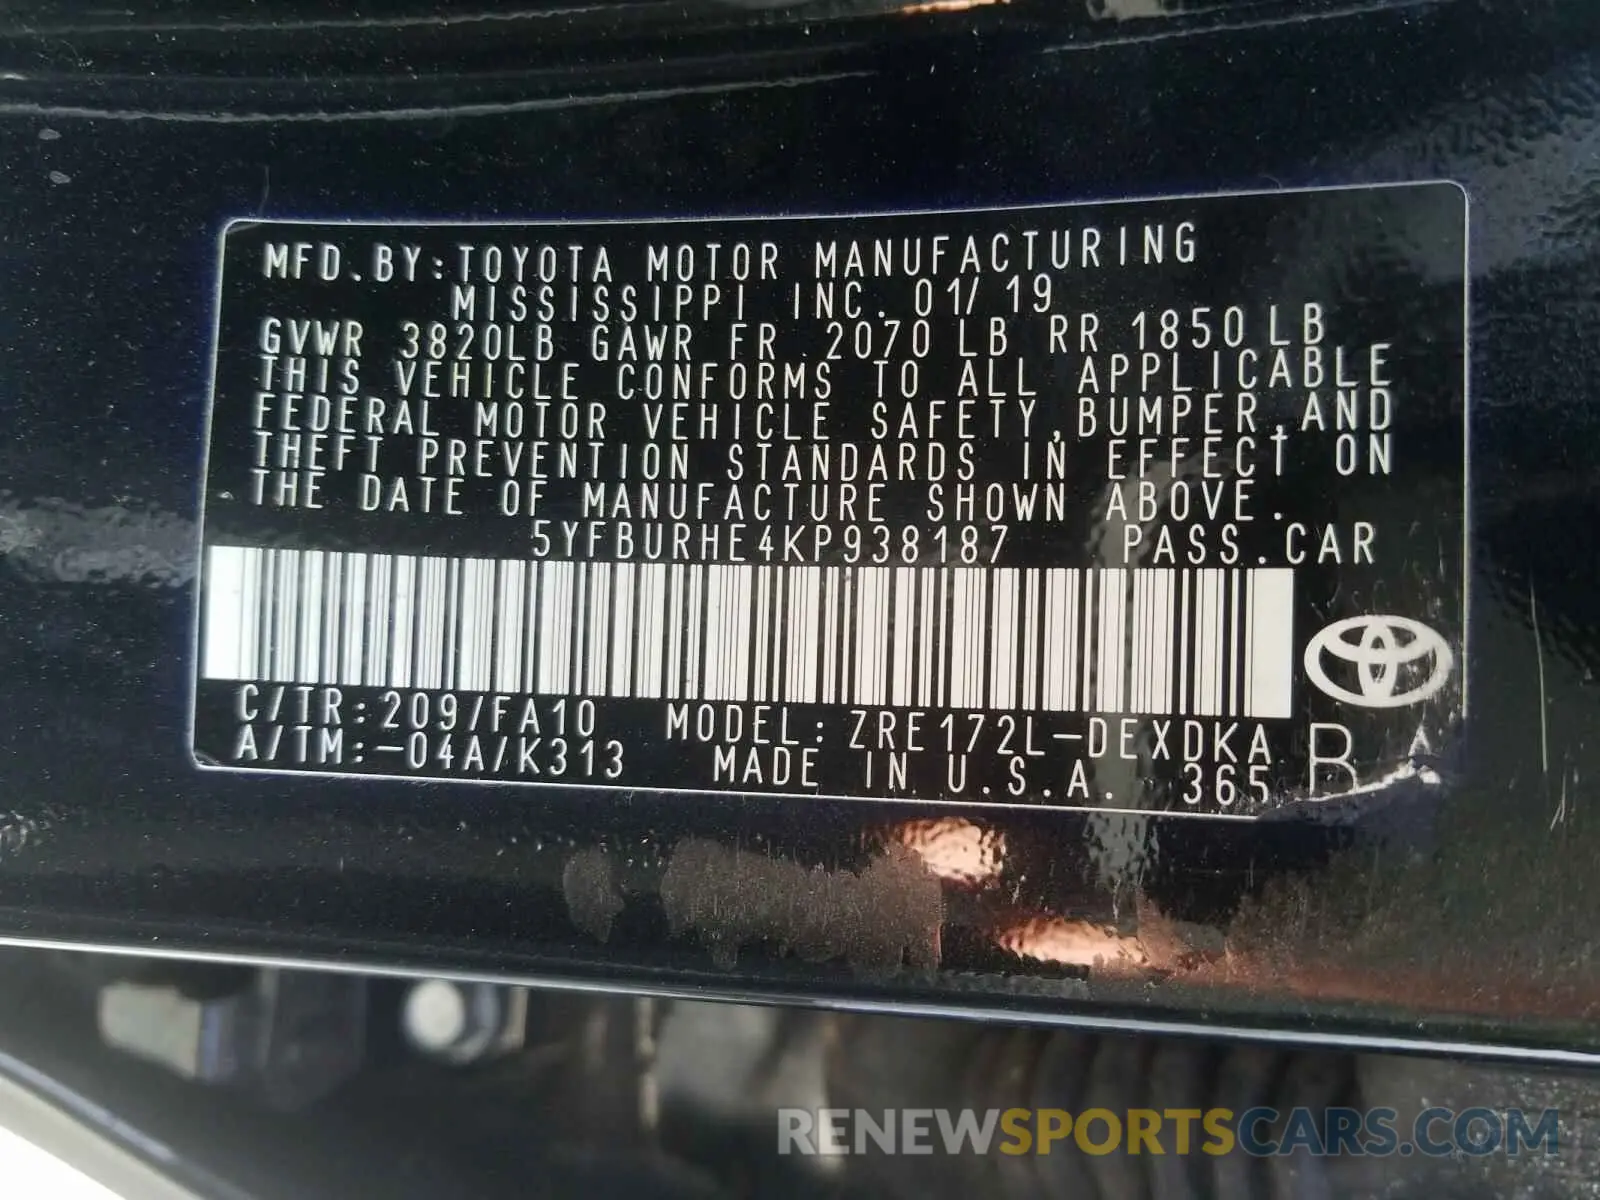 MFD.BY:TOYOTA MOTOR MANUFACTURING
MISSISSIPPI INC. 01/19
GVWR 3820LB GAWR FR 2070 LB RR 1850LB
THIS VEHICLE CONFORMS TO ALL APPLICABLE
FEDERAL MOTOR VEHICLE SAFETY,BUMPER,AND
THEFT PREVENTION STANDARDS IN EFFECT ON
THE DATE OF MANUFACTURE SHOWN ABOVE.
5YFBURHE4KP938187 PASS.CAR
C/TR:209/FA10 MODEL:ZRE172L-DEXDKA
A/TM:-04A/K313 MADE IN U.S.A. 365
B A
RENEWSPORTSCARS.COM